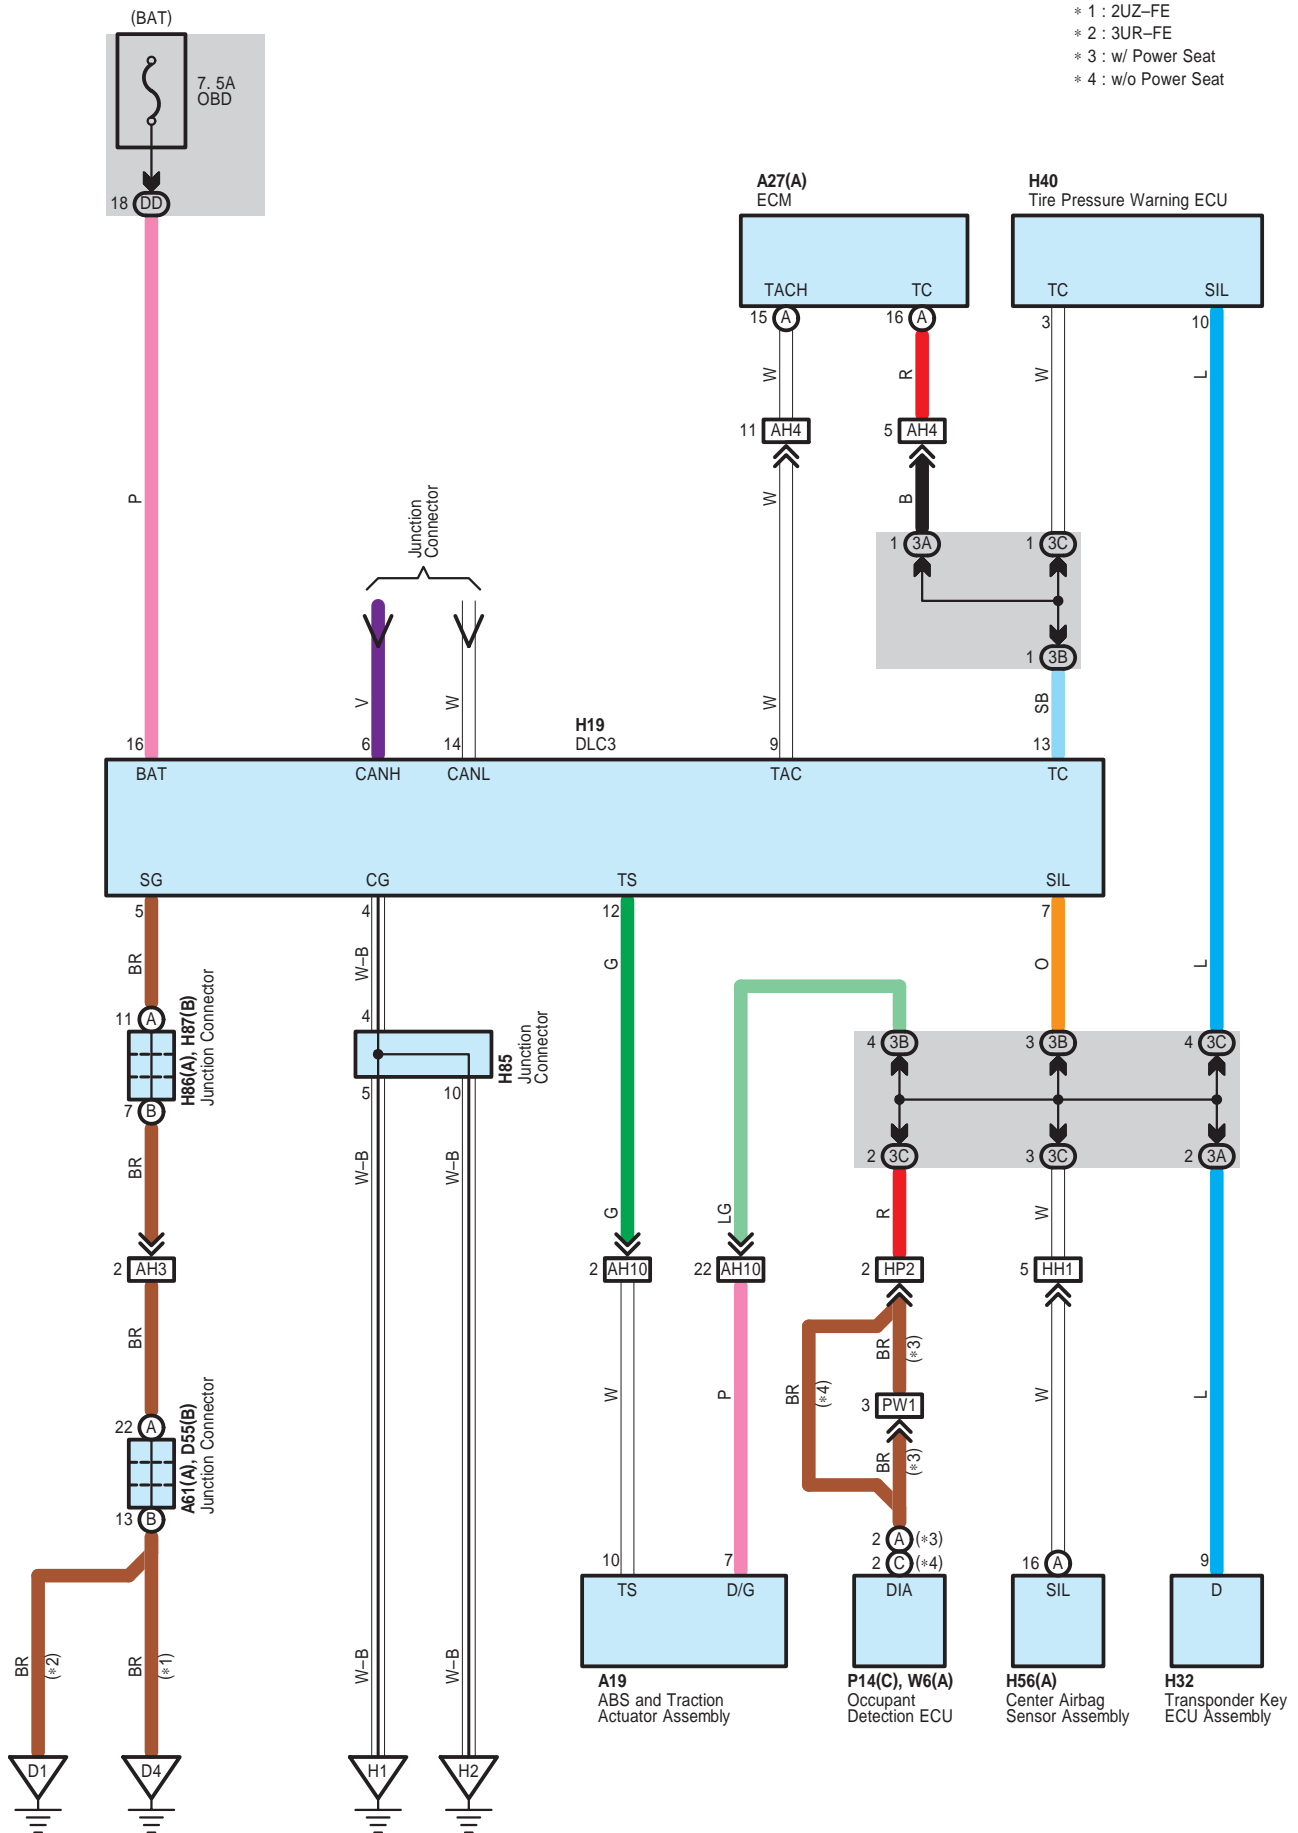 (BAT)
7. 5A
OBD
18 DD
* 1 : 2UZ–FE
* 2 : 3UR–FE
* 3 : w/ Power Seat
* 4 : w/o Power Seat
A27(A)
ECM
H40
Tire Pressure Warning ECU
TACH
TC
TC
SIL
15 A
16 A
3
10
W
R
W
L
11 AH4
5 AH4
P
W
B
Junction
Connector
1 3A
1 3C
1 3B
V
W
W
SB
H19
DLC3
16
6
14
9
13
BAT
CANH
CANL
TAC
TC
SG
CG
TS
SIL
5
4
12
7
BR
W–B
G
O
L
11 A
H86(A), H87(B)
Junction Connector
7 B
4
H85
Junction
Connector
5
10
4 3B
3 3B
4 3C
2 3C
3 3C
2 3A
BR
W–B
W–B
G
LG
R
W
2 AH3
2 AH10
22 AH10
2 HP2
5 HH1
BR
W
P
BR
(*4)
BR
(*3)
W
L
3 PW1
BR
(*3)
22 A
A61(A), D55(B)
Junction Connector
13 B
2 A (*3)
2 C (*4)
10
7
16 A
9
TS
D/G
DIA
SIL
D
BR
(*2)
BR
(*1)
W–B
W–B
A19
ABS and Traction
Actuator Assembly
P14(C), W6(A)
Occupant
Detection ECU
H56(A)
Center Airbag
Sensor Assembly
H32
Transponder Key
ECU Assembly
D1
D4
H1
H2